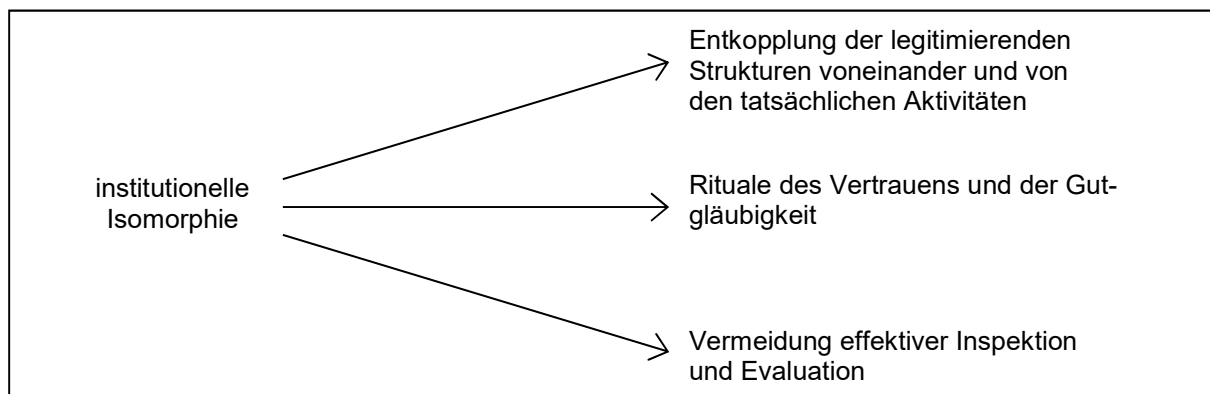 Entkopplung der legitimierenden
Strukturen voneinander und von
den tatsächlichen Aktivitäten
institutionelle
Isomorphie
Rituale des Vertrauens und der Gut-
gläubigkeit
Vermeidung effektiver Inspektion
und Evaluation